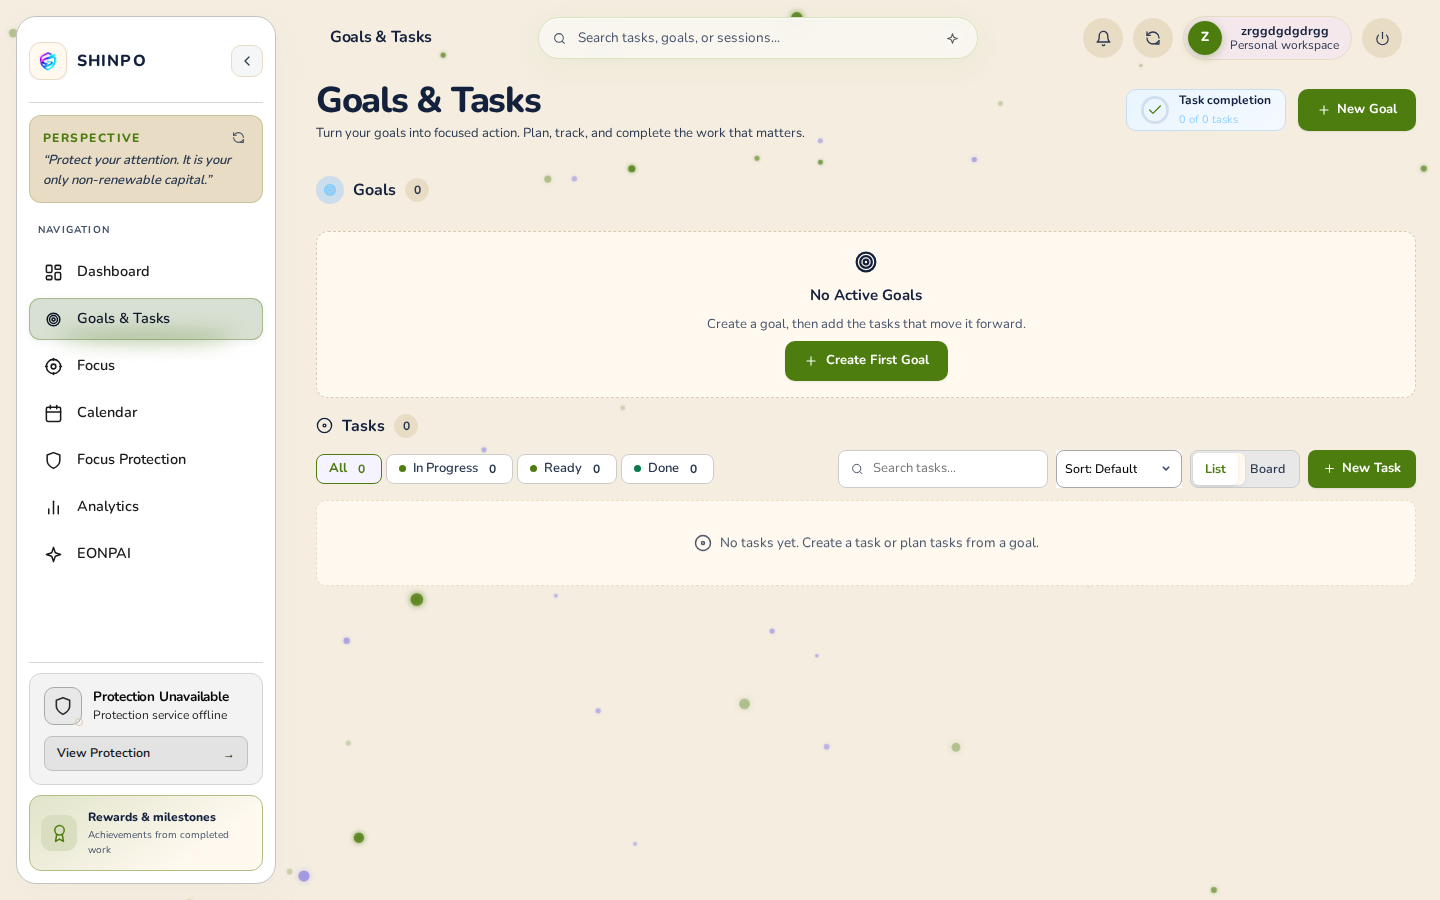 SHINPO
PERSPECTIVE
“Protect your attention. It is your
only non-renewable capital.”
NAVIGATION
Dashboard
Goals & Tasks
Focus
Calendar
Focus Protection
Analytics
EONPAI
Protection Unavailable
Protection service offline
View Protection →
Rewards & milestones
Achievements from completed
work
Goals & Tasks
Search tasks, goals, or sessions...
Z
zrggdgdgdrgg
Personal workspace
Goals & Tasks
Turn your goals into focused action. Plan, track, and complete the work that matters.
Task completion
0 of 0 tasks
+ New Goal
Goals 0
No Active Goals
Create a goal, then add the tasks that move it forward.
+ Create First Goal
Tasks 0
All 0
In Progress 0
Ready 0
Done 0
Search tasks...
Sort: Default
List
Board
+ New Task
No tasks yet. Create a task or plan tasks from a goal.